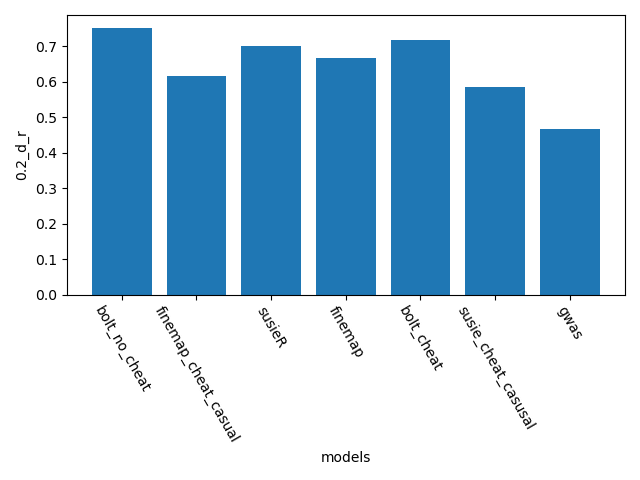 0.7
0.6
0.5
0.4
0.3
0.2
0.1
0.0
0.2_d_r
bolt_no_cheat
finemap_cheat_casual
susieR
finemap
bolt_cheat
susie_cheat_casusal
gwas
models